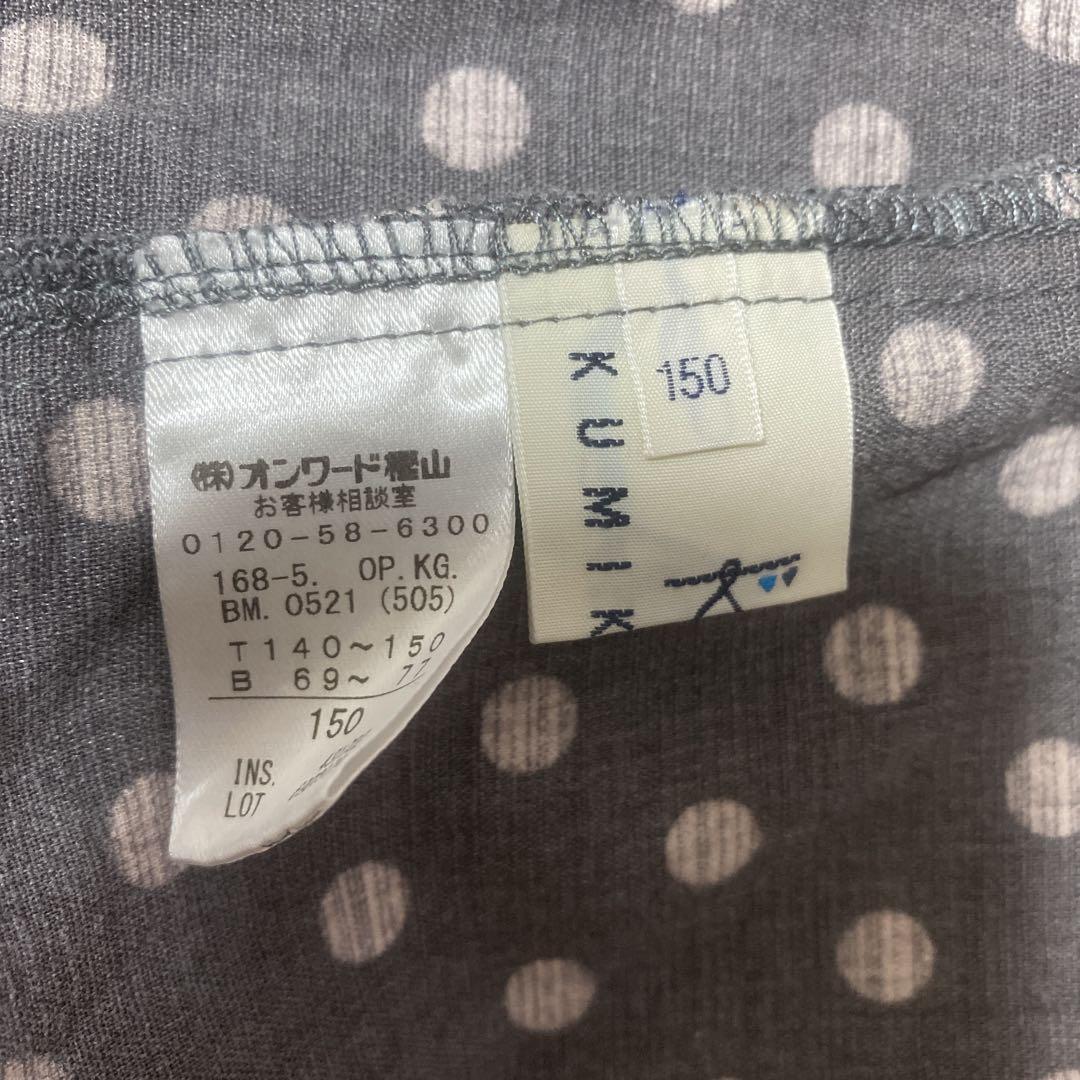 (株)オンワード樫山
お客様相談室
0120-58-6300
168-5. OP. KG.
BM. 0521 (505)
T 140～150
B 69～77
150
INS.
LOT
150
KUMIK